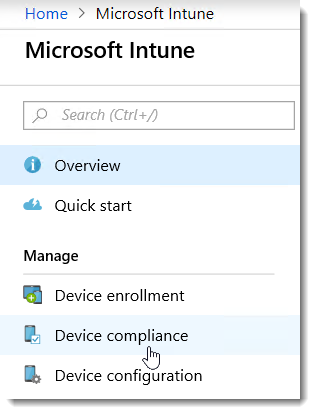 Home > Microsoft Intune
Microsoft Intune
Search (Ctrl+/)
Overview
Quick start
Manage
Device enrollment
Device compliance
Device configuration